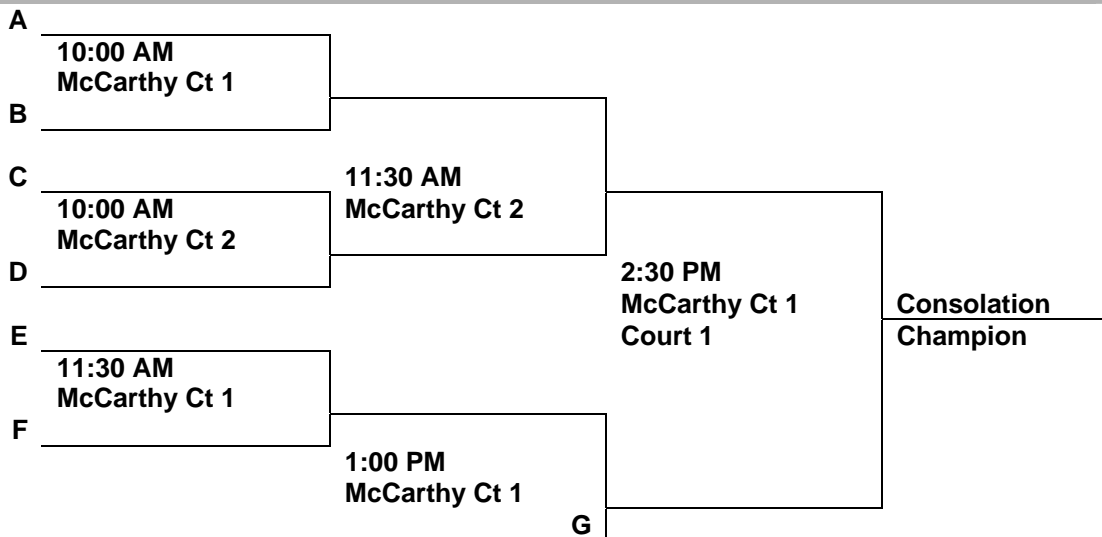 A
10:00 AM
McCarthy Ct 1
B
C
11:30 AM
McCarthy Ct 2
10:00 AM
McCarthy Ct 2
D
2:30 PM
McCarthy Ct 1
Court 1
Consolation
Champion
E
11:30 AM
McCarthy Ct 1
F
1:00 PM
McCarthy Ct 1
G